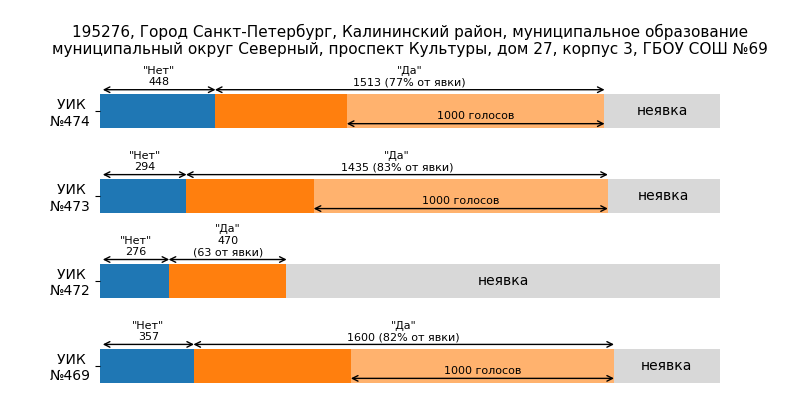 195276, Город Санкт-Петербург, Калининский район, муниципальное образование
муниципальный округ Северный, проспект Культуры, дом 27, корпус 3, ГБОУ СОШ №69
"Нет"
448
"Да"
1513 (77% от явки)
УИК
№474
1000 голосов
неявка
"Нет"
294
"Да"
1435 (83% от явки)
УИК
№473
1000 голосов
неявка
"Нет"
276
"Да"
470
(63 от явки)
УИК
№472
неявка
"Нет"
357
"Да"
1600 (82% от явки)
УИК
№469
1000 голосов
неявка